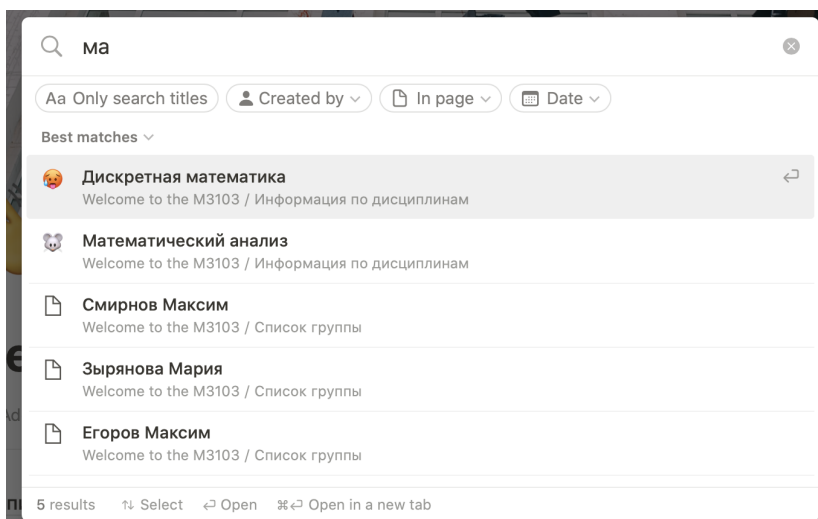 ма
Aa Only search titles Created by In page Date
Best matches
Дискретная математика
Welcome to the M3103 / Информация по дисциплинам
Математический анализ
Welcome to the M3103 / Информация по дисциплинам
Смирнов Максим
Welcome to the M3103 / Список группы
Зырянова Мария
Welcome to the M3103 / Список группы
Егоров Максим
Welcome to the M3103 / Список группы
5 results ↑↓ Select ↵ Open ⌘↵ Open in a new tab